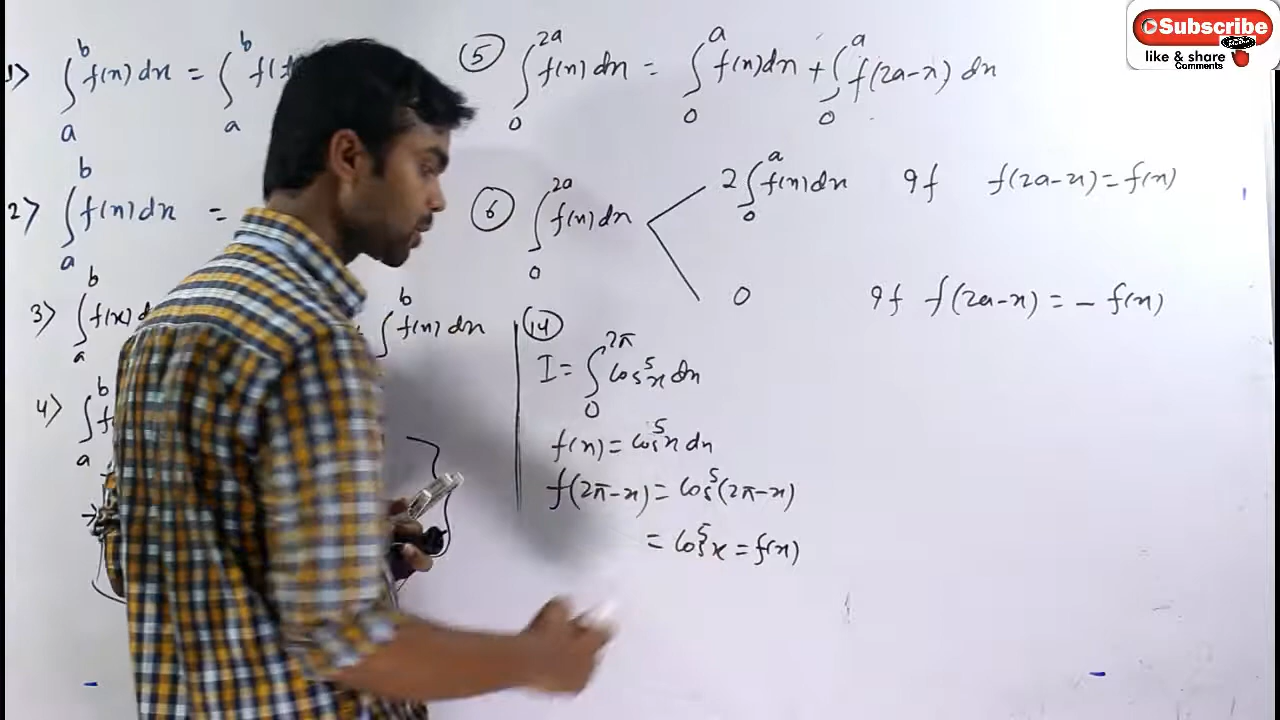 1) ∫_a^b f(x) dx = ∫_a^b f(
2) ∫_a^b f(x) dx =
3) ∫_a^b f(x) ∫^b f(x) dx
4) ∫_a^b f
5 ∫_0^2a f(x) dx = ∫_0^a f(x) dx + ∫_0^a f(2a-x) dx
6 ∫_0^2a f(x) dx
2 ∫_0^a f(x) dx If f(2a-x) = f(x)
0 If f(2a-x) = - f(x)
14
I = ∫_0^2π cos^5 x dx
f(x) = cos^5 x dx
f(2π-x) = cos^5 (2π-x)
= cos^5 x = f(x)
Subscribe
like & share
Comments